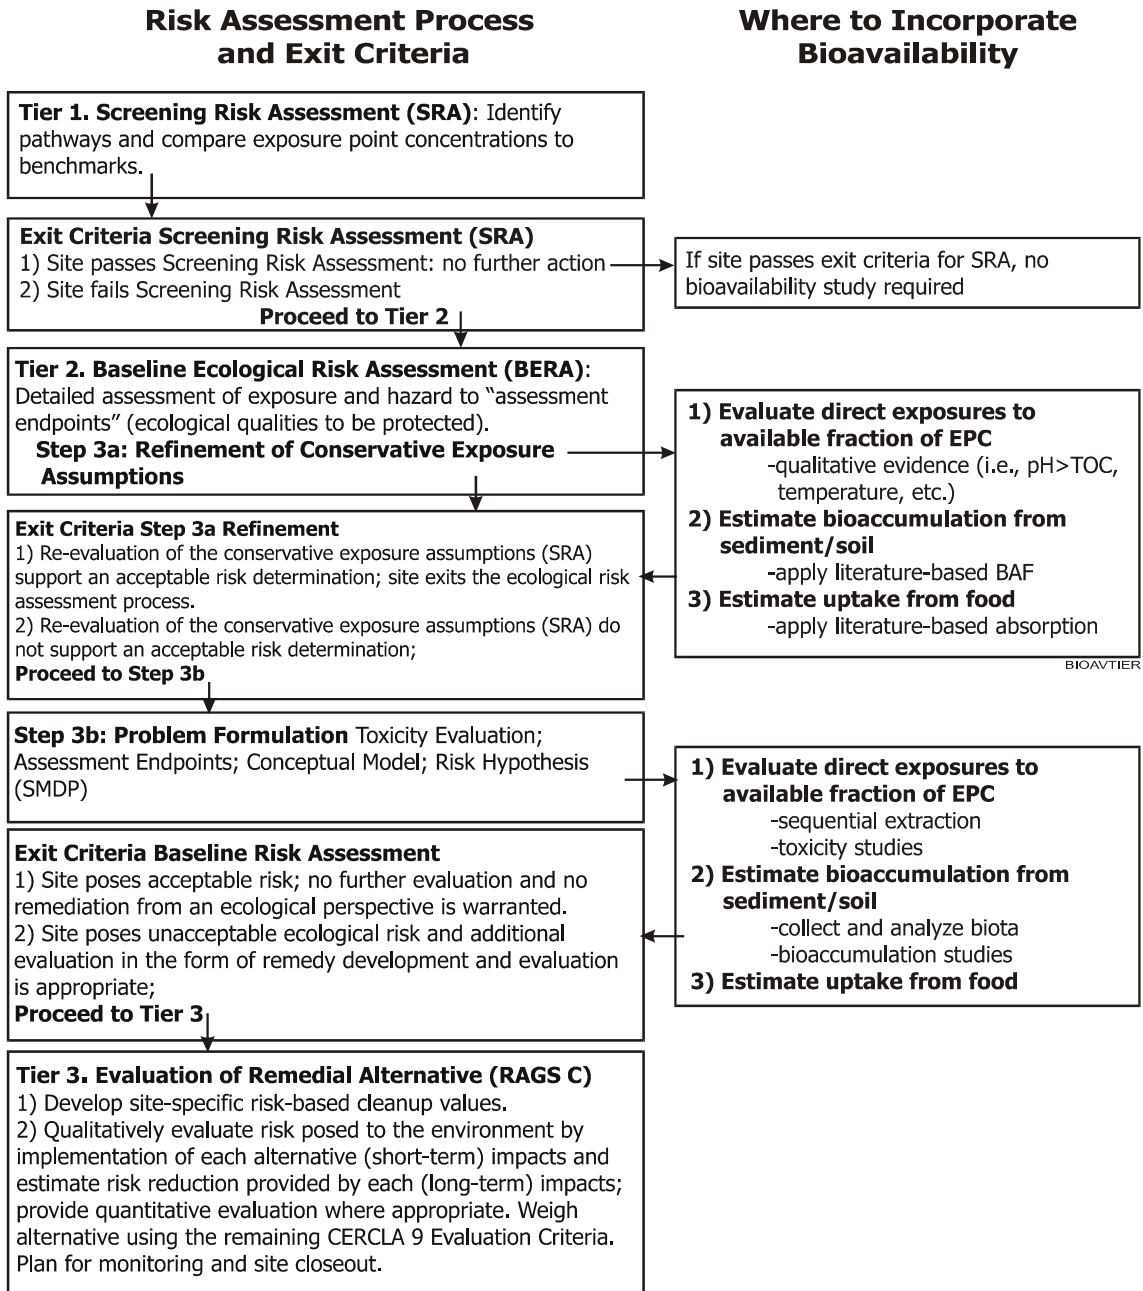 Risk Assessment Process
and Exit Criteria
Where to Incorporate
Bioavailability
Tier 1. Screening Risk Assessment (SRA): Identify
pathways and compare exposure point concentrations to
benchmarks.
Exit Criteria Screening Risk Assessment (SRA)
1) Site passes Screening Risk Assessment: no further action
2) Site fails Screening Risk Assessment
Proceed to Tier 2
If site passes exit criteria for SRA, no
bioavailability study required
Tier 2. Baseline Ecological Risk Assessment (BERA):
Detailed assessment of exposure and hazard to “assessment
endpoints” (ecological qualities to be protected).
Step 3a: Refinement of Conservative Exposure
Assumptions
1) Evaluate direct exposures to
available fraction of EPC
-qualitative evidence (i.e., pH>TOC,
temperature, etc.)
2) Estimate bioaccumulation from
sediment/soil
-apply literature-based BAF
3) Estimate uptake from food
-apply literature-based absorption
BIOAVTIER
Exit Criteria Step 3a Refinement
1) Re-evaluation of the conservative exposure assumptions (SRA)
support an acceptable risk determination; site exits the ecological risk
assessment process.
2) Re-evaluation of the conservative exposure assumptions (SRA) do
not support an acceptable risk determination;
Proceed to Step 3b
Step 3b: Problem Formulation Toxicity Evaluation;
Assessment Endpoints; Conceptual Model; Risk Hypothesis
(SMDP)
1) Evaluate direct exposures to
available fraction of EPC
-sequential extraction
-toxicity studies
2) Estimate bioaccumulation from
sediment/soil
-collect and analyze biota
-bioaccumulation studies
3) Estimate uptake from food
Exit Criteria Baseline Risk Assessment
1) Site poses acceptable risk; no further evaluation and no
remediation from an ecological perspective is warranted.
2) Site poses unacceptable ecological risk and additional
evaluation in the form of remedy development and evaluation
is appropriate;
Proceed to Tier 3
Tier 3. Evaluation of Remedial Alternative (RAGS C)
1) Develop site-specific risk-based cleanup values.
2) Qualitatively evaluate risk posed to the environment by
implementation of each alternative (short-term) impacts and
estimate risk reduction provided by each (long-term) impacts;
provide quantitative evaluation where appropriate. Weigh
alternative using the remaining CERCLA 9 Evaluation Criteria.
Plan for monitoring and site closeout.